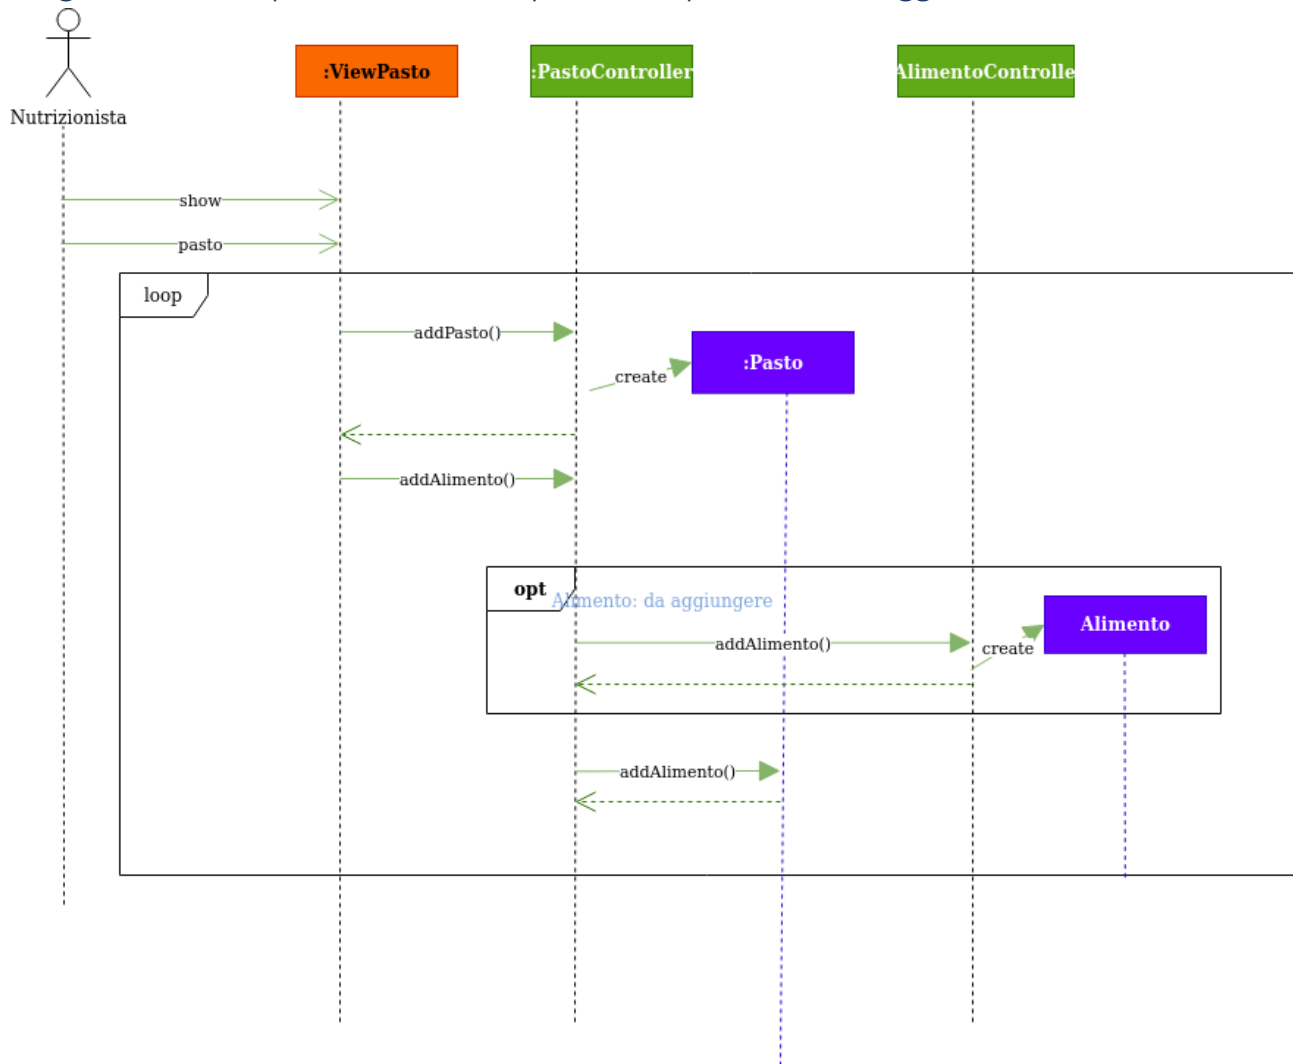 :ViewPasto
:PastoController
AlimentoControlle
Nutrizionista
show
pasto
loop
addPasto()
:Pasto
create
addAlimento()
opt
Alimento: da aggiungere
Alimento
addAlimento()
create
addAlimento()